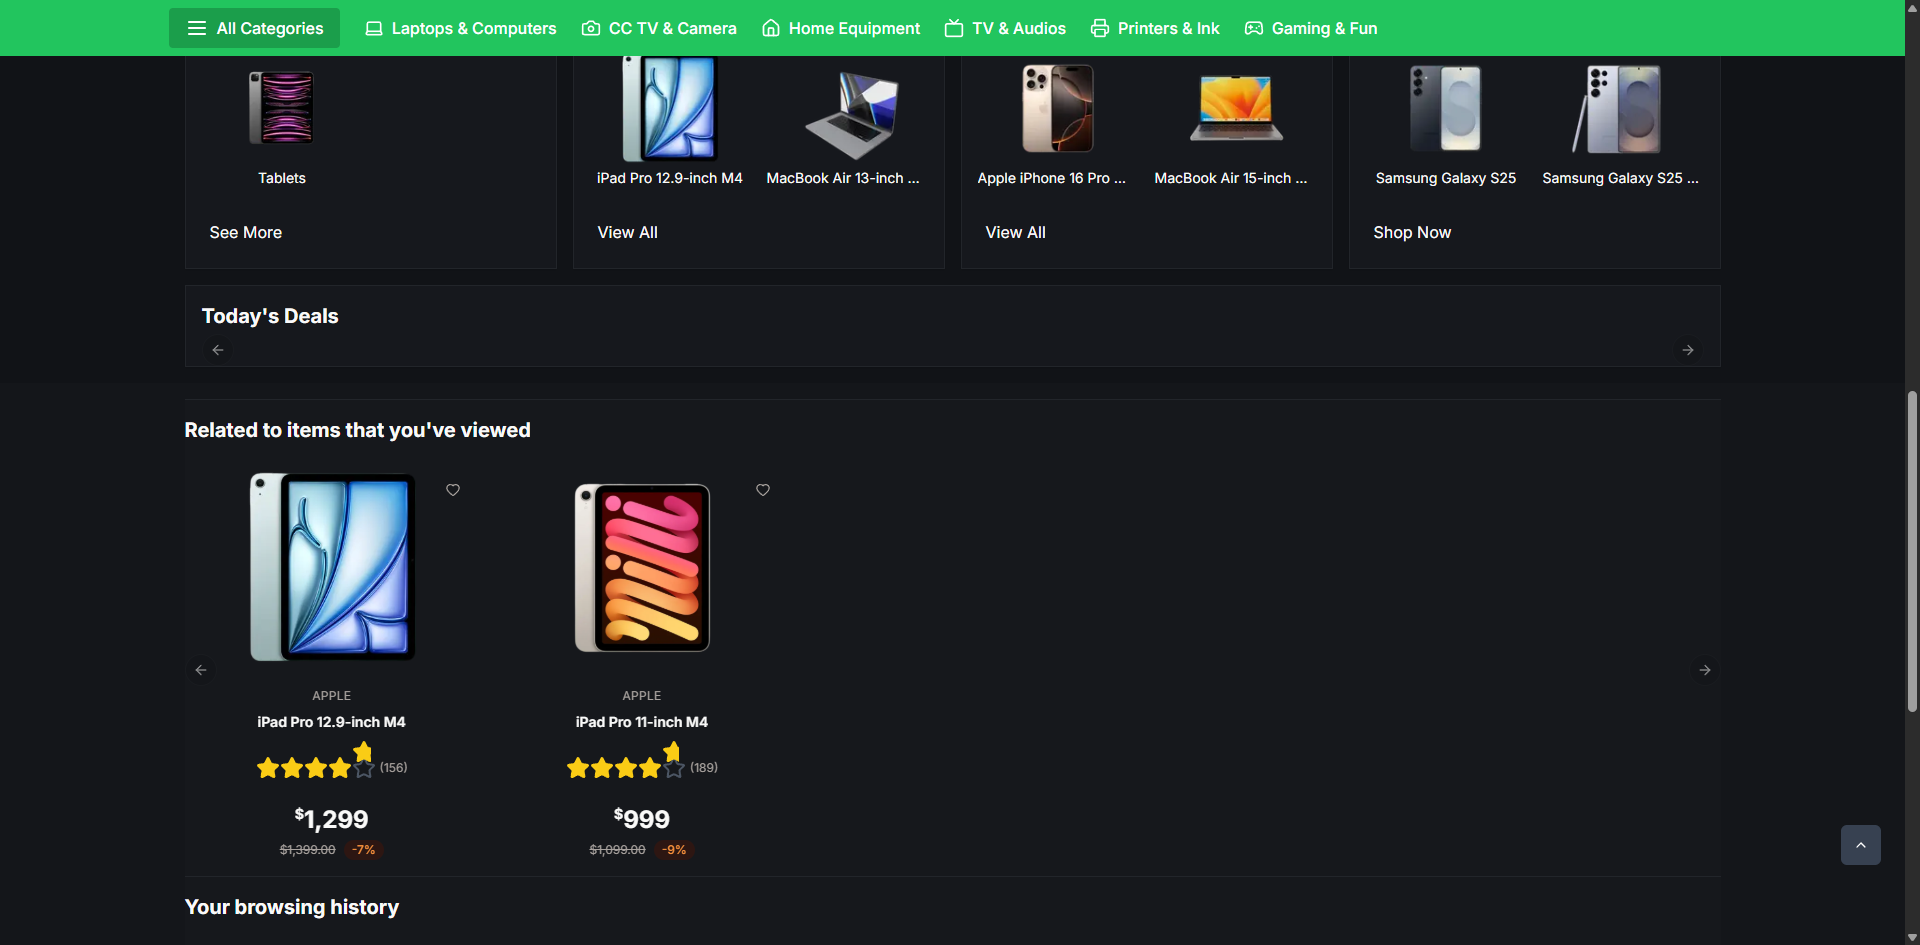 All Categories
Laptops & Computers
CC TV & Camera
Home Equipment
TV & Audios
Printers & Ink
Gaming & Fun
Tablets
iPad Pro 12.9-inch M4
MacBook Air 13-inch ...
Apple iPhone 16 Pro ...
MacBook Air 15-inch ...
Samsung Galaxy S25
Samsung Galaxy S25 ...
See More
View All
View All
Shop Now
Today's Deals
Related to items that you've viewed
APPLE
iPad Pro 12.9-inch M4
(156)
$1,299
$1,399.00 -7%
APPLE
iPad Pro 11-inch M4
(189)
$999
$1,099.00 -9%
Your browsing history